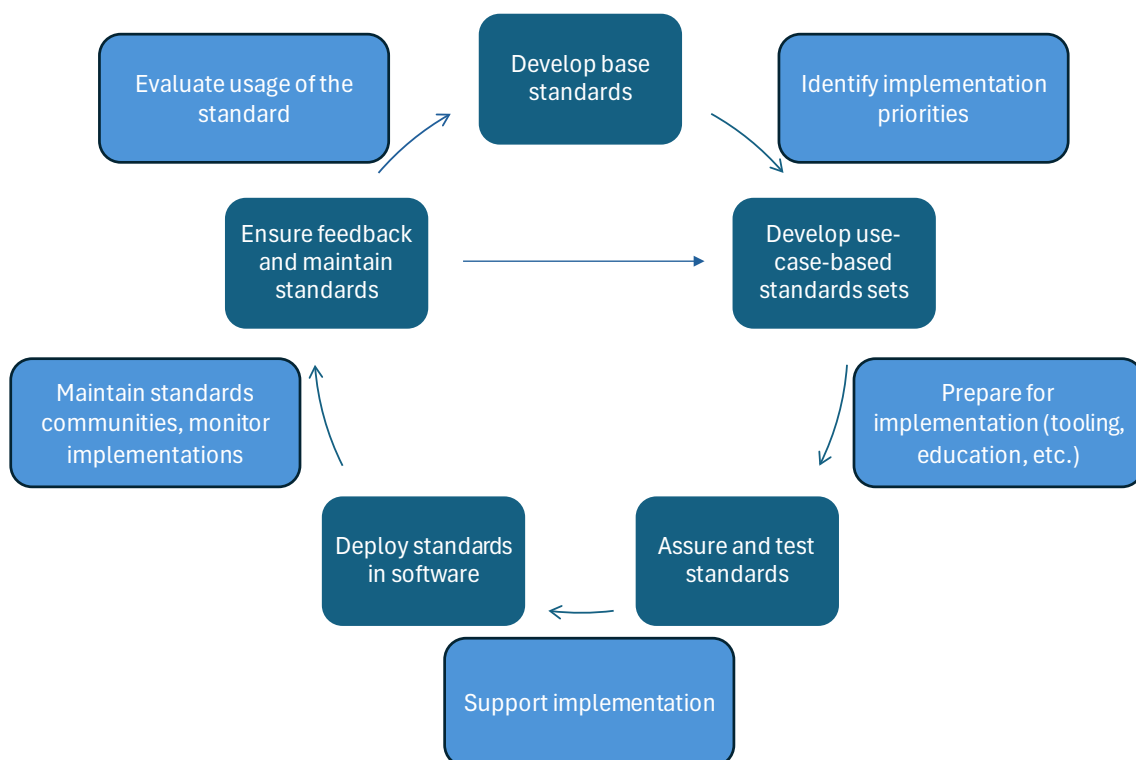 Evaluate usage of the
standard
Develop base
standards
Identify implementation
priorities
Ensure feedback
and maintain
standards
Develop use-
case-based
standards sets
Maintain standards
communities, monitor
implementations
Prepare for
implementation (tooling,
education, etc.)
Deploy standards
in software
Assure and test
standards
Support implementation